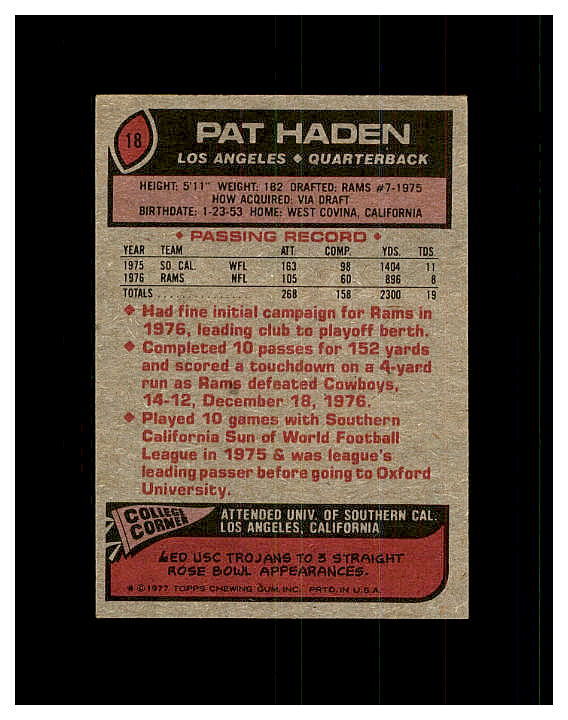 18
PAT HADEN
LOS ANGELES ◆ QUARTERBACK
HEIGHT: 5'11" WEIGHT: 182 DRAFTED: RAMS #7-1975
HOW ACQUIRED: VIA DRAFT
BIRTHDATE: 1-23-53 HOME: WEST COVINA, CALIFORNIA
◆ PASSING RECORD ◆
YEAR TEAM ATT. COMP. YDS. TDS
1975 SO. CAL. WFL 163 98 1404 11
1976 RAMS NFL 105 60 896 8
TOTALS .................. 268 158 2300 19
◆ Had fine initial campaign for Rams in
1976, leading club to playoff berth.
◆ Completed 10 passes for 152 yards
and scored a touchdown on a 4-yard
run as Rams defeated Cowboys,
14-12, December 18, 1976.
◆ Played 10 games with Southern
California Sun of World Football
League in 1975 & was league's
leading passer before going to Oxford
University.
COLLEGE
CORNER
ATTENDED UNIV. OF SOUTHERN CAL.
LOS ANGELES, CALIFORNIA
LED USC TROJANS TO 3 STRAIGHT
ROSE BOWL APPEARANCES.
* © 1977 TOPPS CHEWING GUM, INC. PRTD. IN U.S.A.